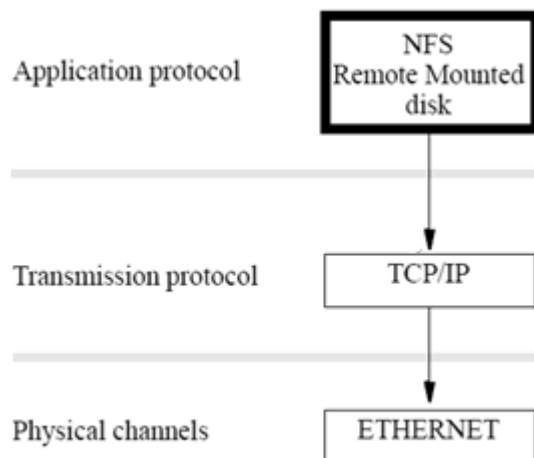 Application protocol
NFS
Remote Mounted
disk
Transmission protocol
TCP/IP
Physical channels
ETHERNET